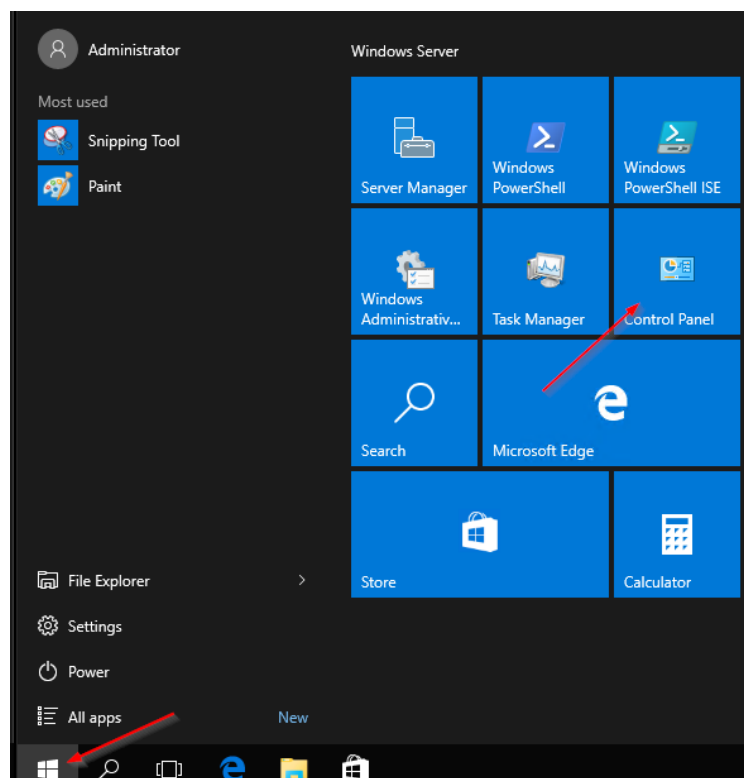 Administrator
Most used
Snipping Tool
Paint
File Explorer
Settings
Power
All apps
New
Windows Server
Server Manager
Windows
PowerShell
Windows
PowerShell ISE
Windows
Administrativ...
Task Manager
Control Panel
Search
Microsoft Edge
Store
Calculator